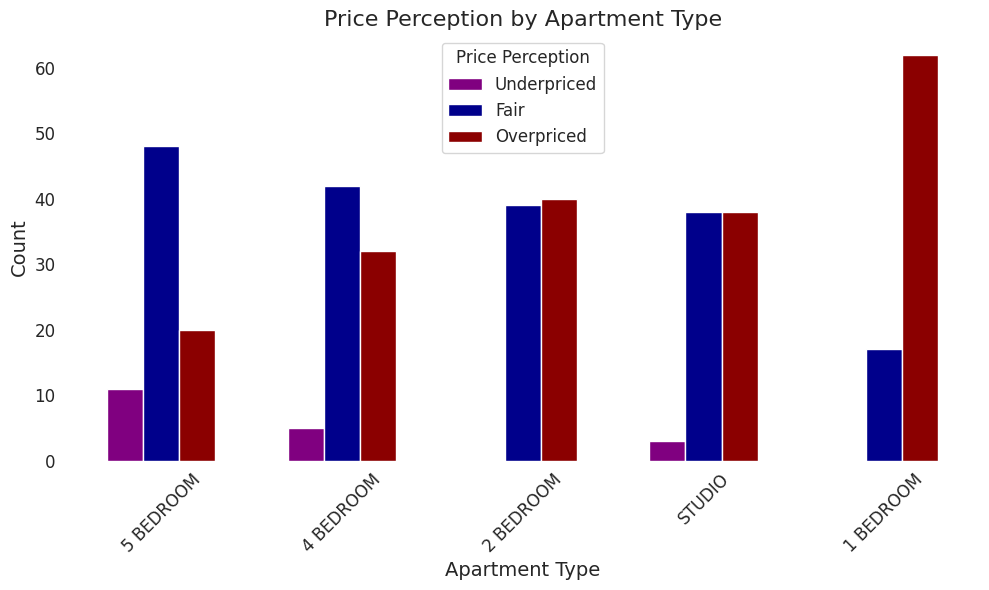 Price Perception by Apartment Type
Price Perception
Underpriced
Fair
Overpriced
Count
60
50
40
30
20
10
0
5 BEDROOM
4 BEDROOM
2 BEDROOM
STUDIO
1 BEDROOM
Apartment Type